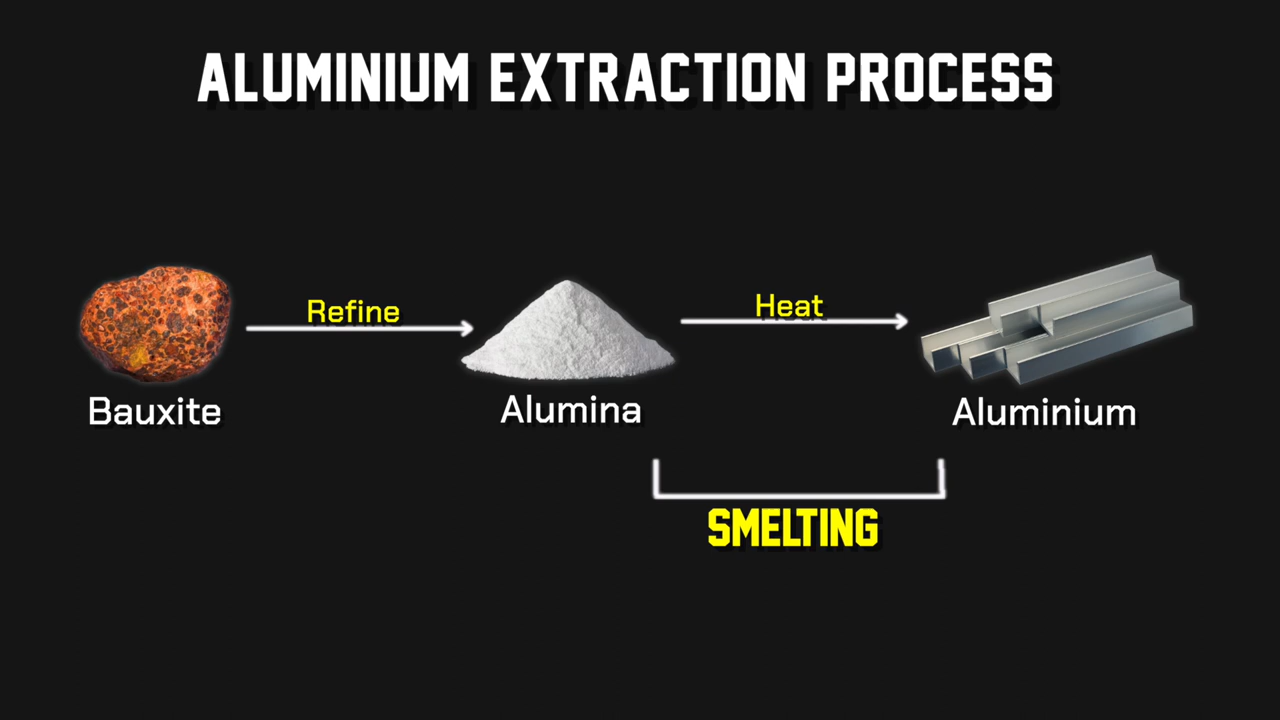 ALUMINIUM EXTRACTION PROCESS
Refine
Heat
Bauxite
Alumina
Aluminium
SMELTING